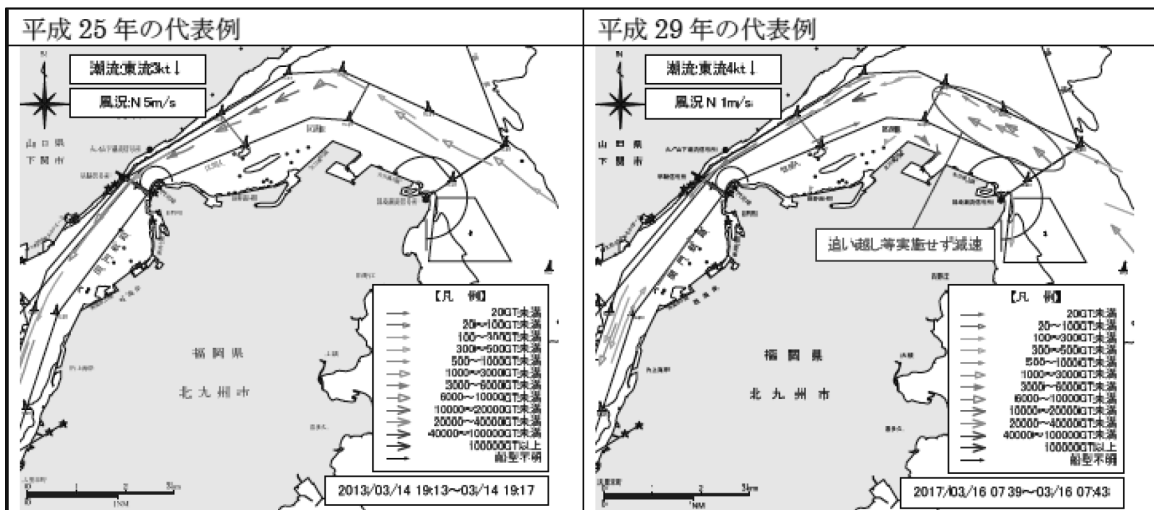 平成 25 年の代表例
潮流:東流3kt↓
風況:N 5m/s
山口県
下関市
関門航路
福岡県
北九州市
【凡 例】
20GT未満
20～100GT未満
100～300GT未満
300～500GT未満
500～1000GT未満
1000～3000GT未満
3000～6000GT未満
6000～10000GT未満
10000～20000GT未満
20000～40000GT未満
40000～100000GT未満
100000GT以上
船型不明
1NM
2013/03/14 19:13～03/14 19:17
平成 29 年の代表例
潮流:東流4kt↓
風況 N 1m/s
山口県
下関市
関門航路
追い越し等実施せず減速
福岡県
北九州市
【凡 例】
20GT未満
20～100GT未満
100～300GT未満
300～500GT未満
500～1000GT未満
1000～3000GT未満
3000～6000GT未満
6000～10000GT未満
10000～20000GT未満
20000～40000GT未満
40000～100000GT未満
100000GT以上
船型不明
1NM
2017/03/16 07:39～03/16 07:43